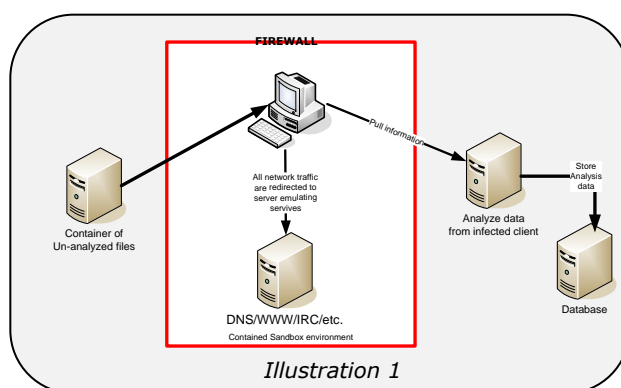 FIREWALL
Pull information
Container of
Un-analyzed files
All network traffic
are redirected to
server emulating
servives
Store
Analysis
data
Analyze data
from infected client
DNS/WWW/IRC/etc.
Contained Sandbox environment
Database
Illustration 1